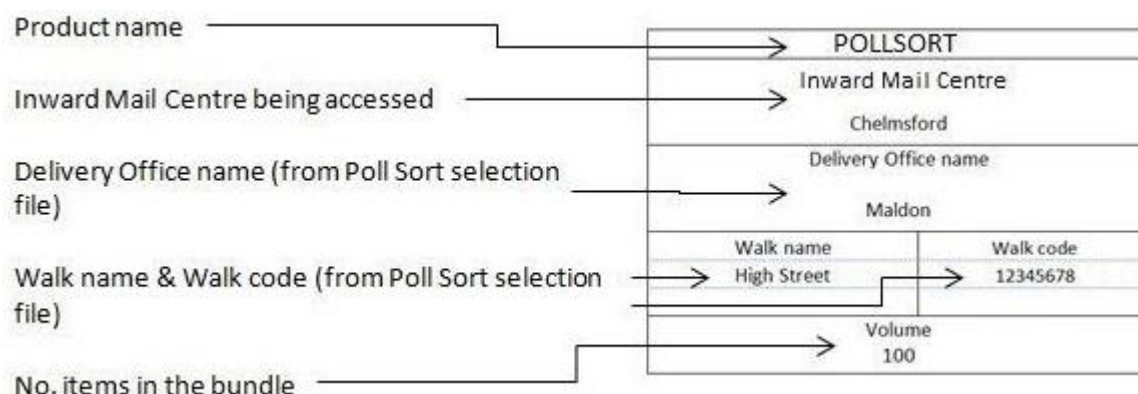 Product name
Inward Mail Centre being accessed
Delivery Office name (from Poll Sort selection
file)
Walk name & Walk code (from Poll Sort selection
file)
No. items in the bundle
POLLSORT
Inward Mail Centre
Chelmsford
Delivery Office name
Maldon
Walk name Walk code
High Street 12345678
Volume
100